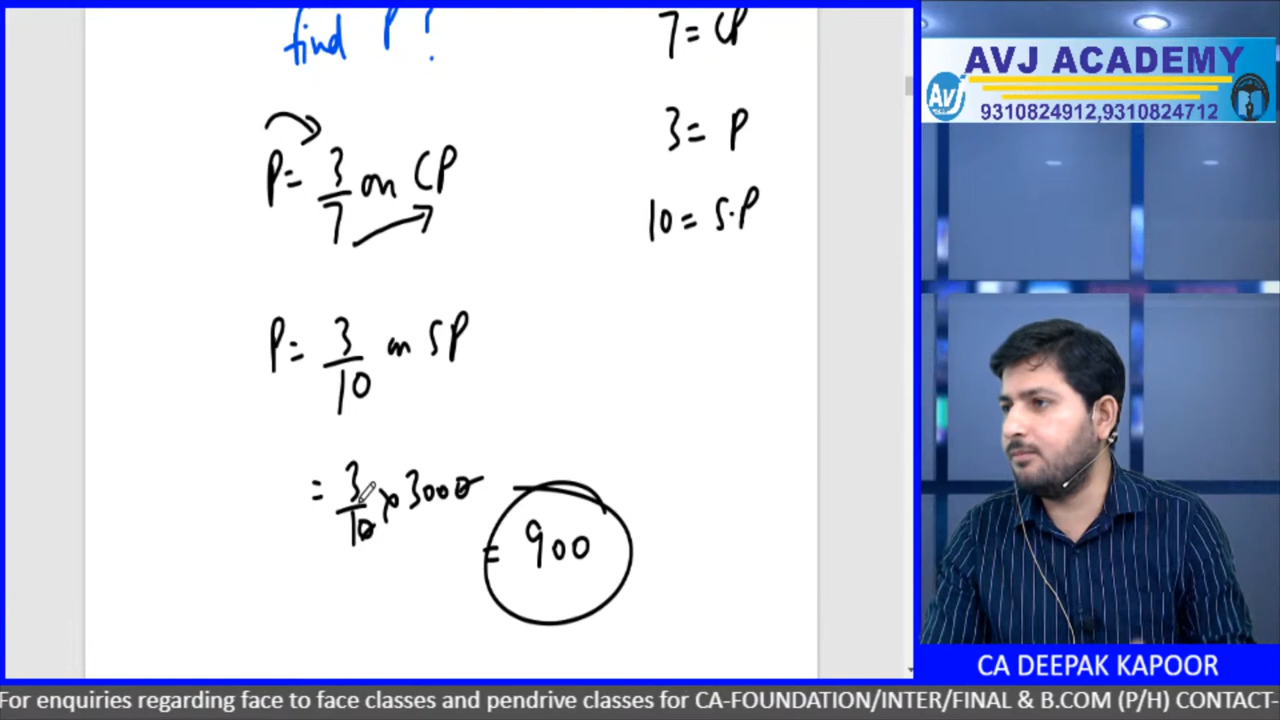 find P?
7 = CP
3 = P
10 = S.P
P = 3/7 on CP
P = 3/10 on SP
= 3/10 x 3000
= 900
AVJ ACADEMY
AVJ
9310824912,9310824712
CA DEEPAK KAPOOR
For enquiries regarding face to face classes and pendrive classes for CA-FOUNDATION/INTER/FINAL & B.COM (P/H) CONTACT-